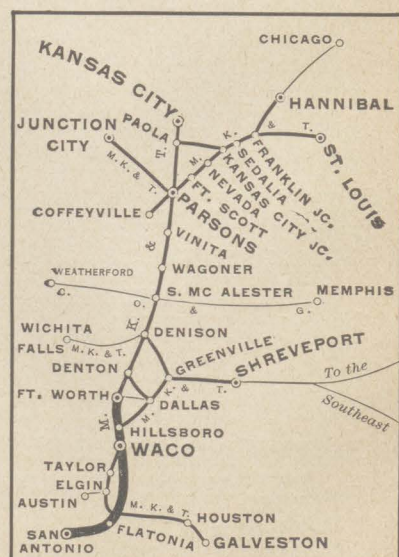 CHICAGO
KANSAS CITY
HANNIBAL
JUNCTION
CITY
PAOLA
M. K. & T.
ST. LOUIS
FRANKLIN JC.
SEDALIA
KANSAS CITY JC.
NEVADA
FT. SCOTT
PARSONS
M. K. & T.
T.
COFFEYVILLE
&
VINITA
WAGONER
WEATHERFORD
S. MC ALESTER
MEMPHIS
C. O. & G.
K.
WICHITA
FALLS
M. K. & T.
DENISON
GREENVILLE
SHREVEPORT
To the
Southeast
DENTON
M. K. & T.
FT. WORTH
DALLAS
M.
HILLSBORO
WACO
TAYLOR
ELGIN
AUSTIN
M. K. & T.
HOUSTON
FLATONIA
SAN
ANTONIO
GALVESTON